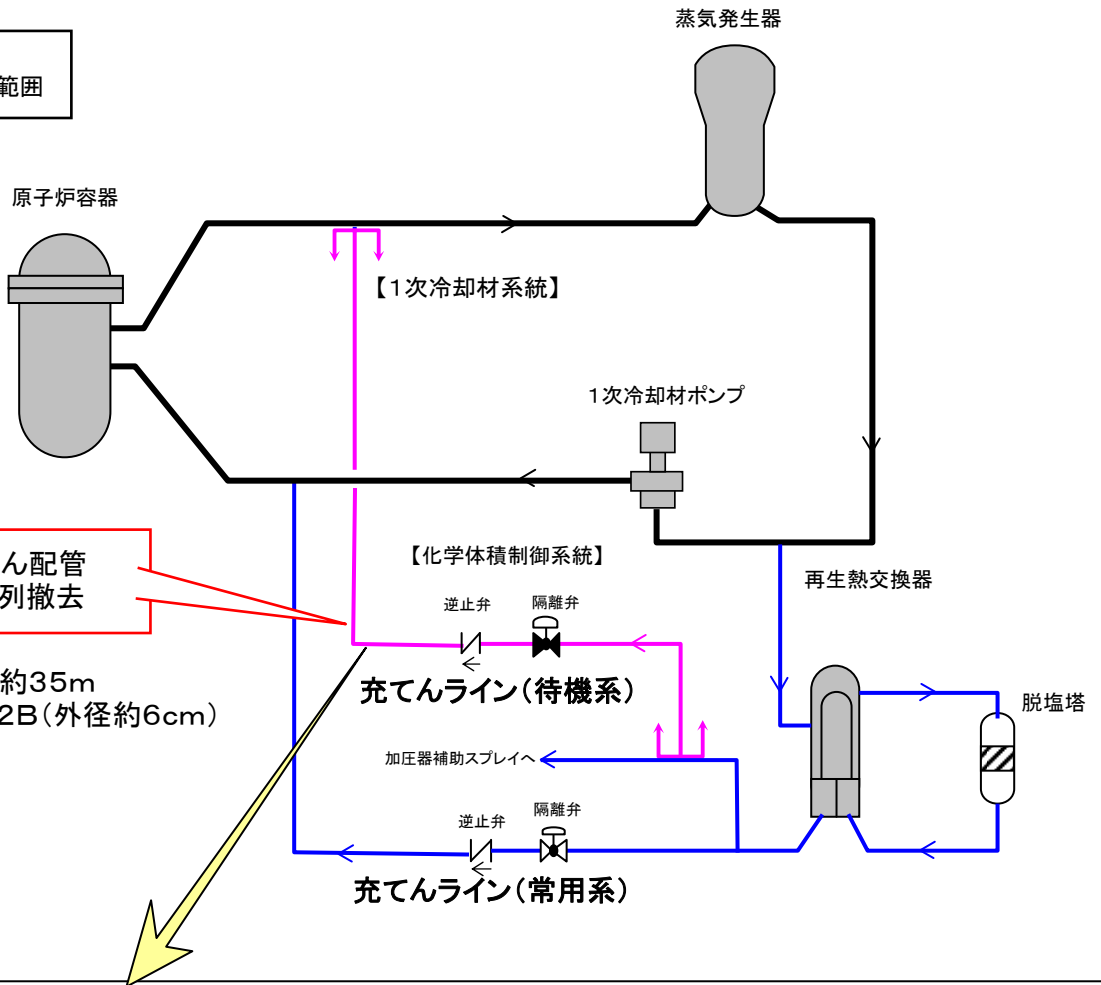 蒸気発生器
範囲
原子炉容器
【1次冷却材系統】
1次冷却材ポンプ
ん配管
列撤去
【化学体積制御系統】
再生熱交換器
逆止弁
隔離弁
約35m
2B(外径約6cm)
充てんライン(待機系)
脱塩塔
加圧器補助スプレイへ
逆止弁
隔離弁
充てんライン(常用系)